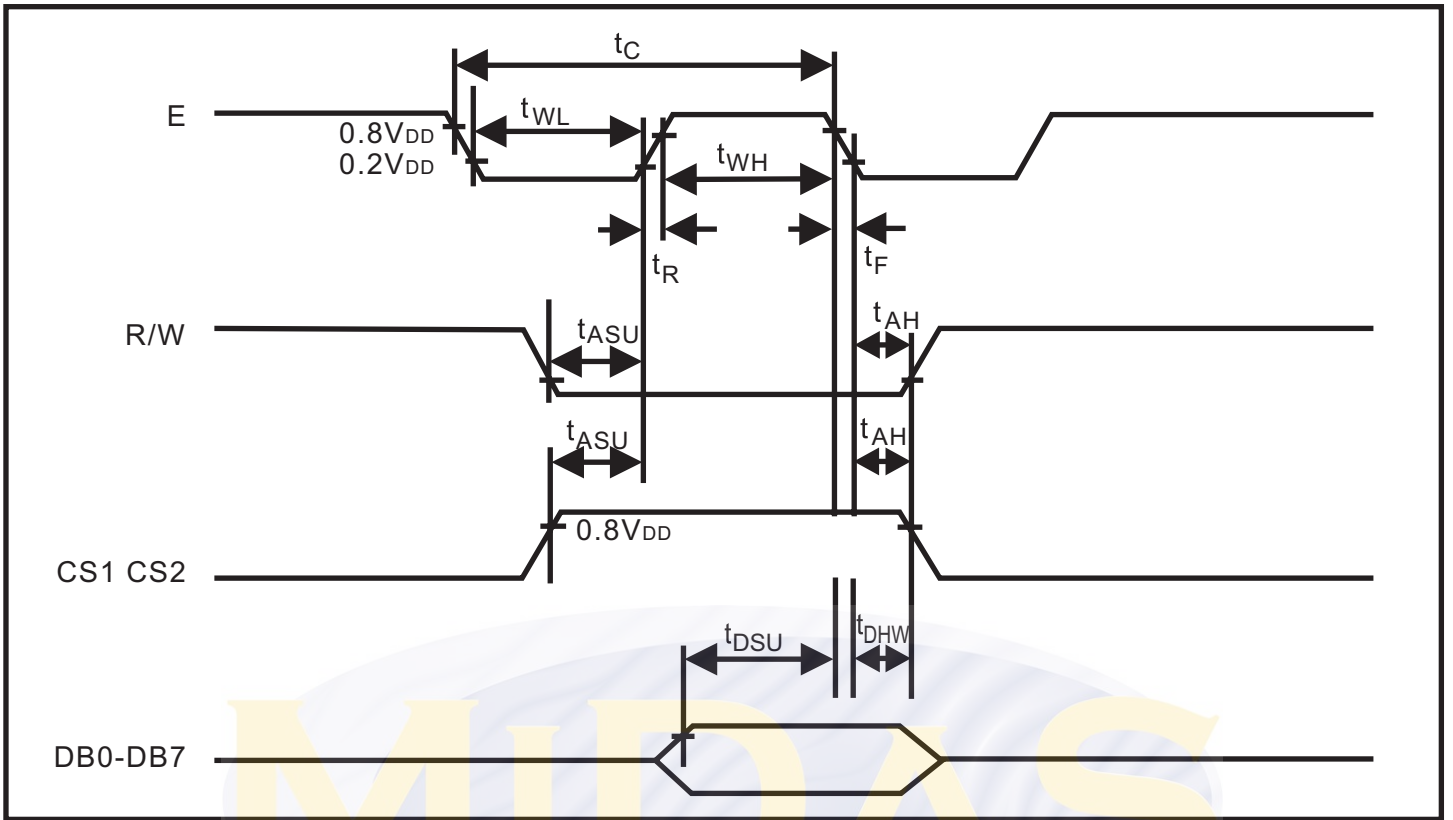 tC
E
tWL
0.8VDD
0.2VDD
tWH
tR
tF
R/W
tASU
tAH
tASU
tAH
0.8VDD
CS1 CS2
tDSU
tDHW
DB0-DB7
MiDAS